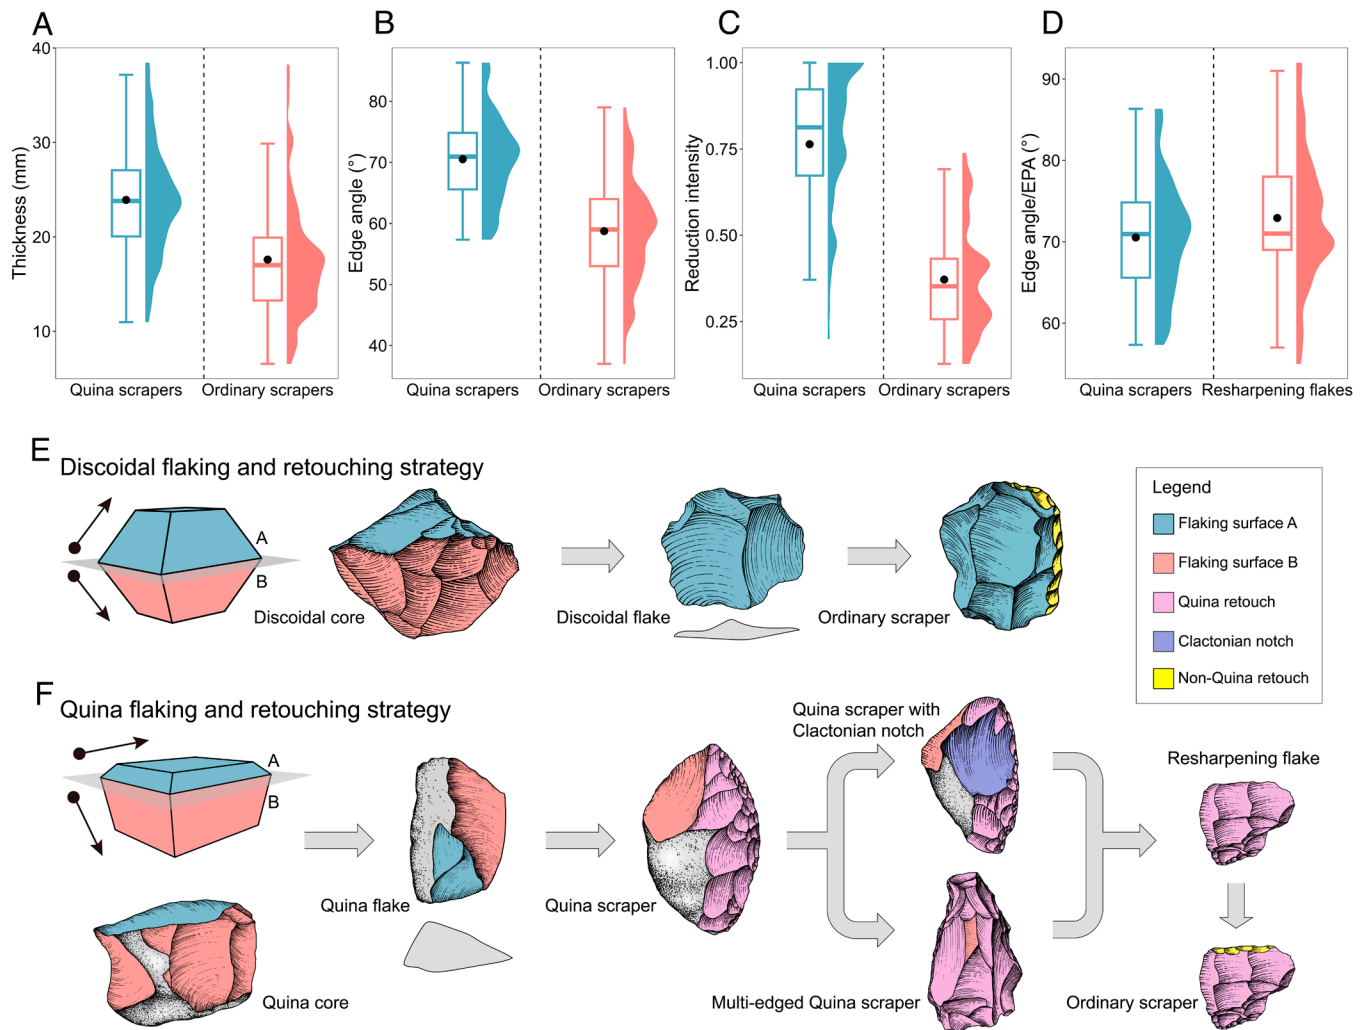 A
B
C
D
Thickness (mm)
40
30
20
10
Quina scrapers
Ordinary scrapers
Edge angle (°)
80
70
60
50
40
Quina scrapers
Ordinary scrapers
Reduction intensity
1.00
0.75
0.50
0.25
Quina scrapers
Ordinary scrapers
Edge angle/EPA (°)
90
80
70
60
Quina scrapers
Resharpening flakes
E
Discoidal flaking and retouching strategy
A
B
Discoidal core
Discoidal flake
Ordinary scraper
Legend
Flaking surface A
Flaking surface B
Quina retouch
Clactonian notch
Non-Quina retouch
F
Quina flaking and retouching strategy
A
B
Quina core
Quina flake
Quina scraper
Quina scraper with
Clactonian notch
Multi-edged Quina scraper
Resharpening flake
Ordinary scraper